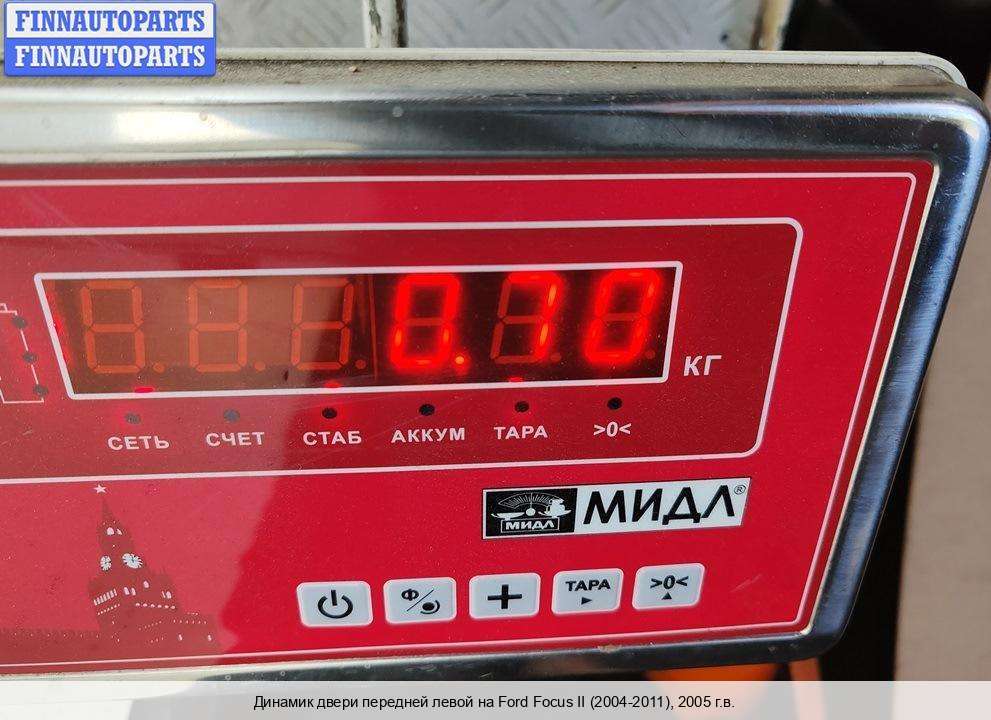 FINNAUTOPARTS
FINNAUTOPARTS
0.70
КГ
СЕТЬ СЧЕТ СТАБ АККУМ ТАРА >0<
МИДЛ МИДЛ®
Ф ТАРА >0<
Динамик двери передней левой на Ford Focus II (2004-2011), 2005 г.в.